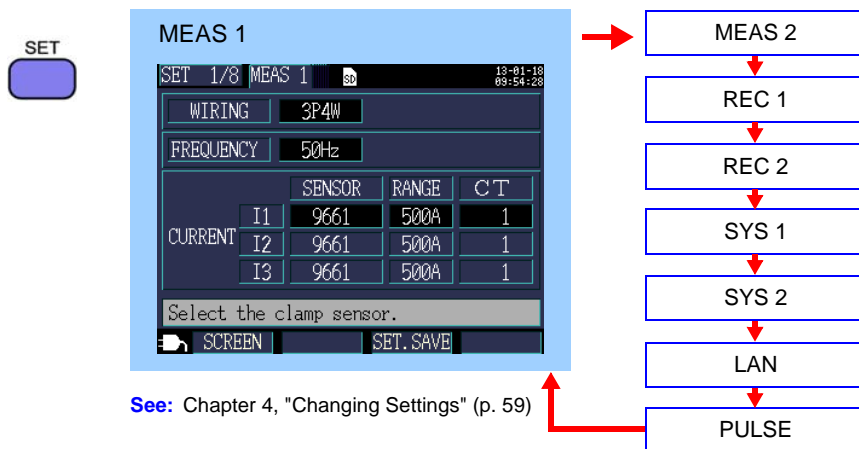 SET
MEAS 1
SET 1/8 MEAS 1 SD 13-01-18
09:54:28
WIRING 3P4W
FREQUENCY 50Hz
SENSOR RANGE CT
CURRENT
I1 9661 500A 1
I2 9661 500A 1
I3 9661 500A 1
Select the clamp sensor.
SCREEN SET.SAVE
See: Chapter 4, "Changing Settings" (p. 59)
MEAS 2
REC 1
REC 2
SYS 1
SYS 2
LAN
PULSE